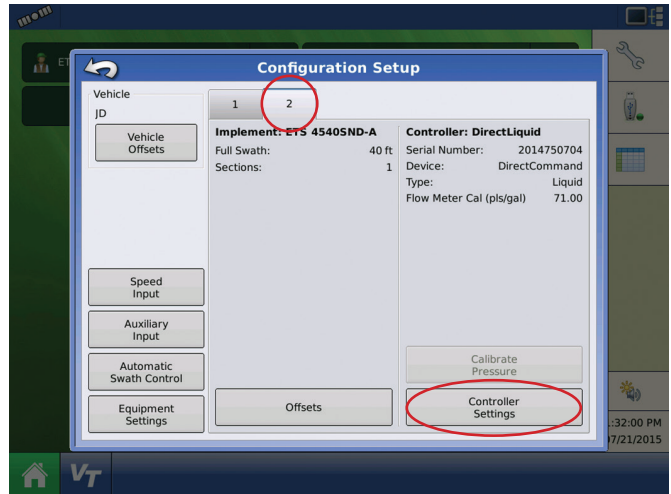 ET
Configuration Setup
Vehicle
JD
Vehicle
Offsets
Speed
Input
Auxiliary
Input
Automatic
Swath Control
Equipment
Settings
1
2
Implement: ETS 4540SND-A
Full Swath: 40 ft
Sections: 1
Offsets
Controller: DirectLiquid
Serial Number: 2014750704
Device: DirectCommand
Type: Liquid
Flow Meter Cal (pls/gal) 71.00
Calibrate
Pressure
Controller
Settings
:32:00 PM
7/21/2015
VT